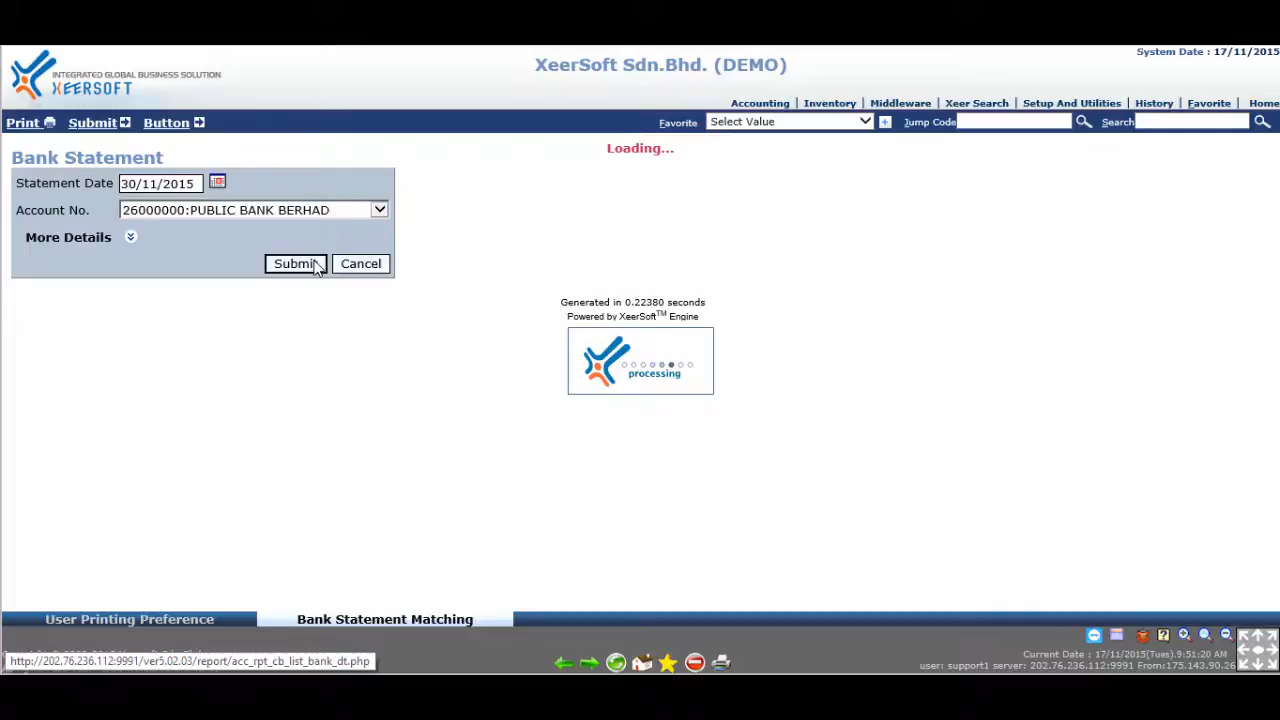 System Date : 17/11/2015
INTEGRATED GLOBAL BUSINESS SOLUTION
XEERSOFT
XeerSoft Sdn.Bhd. (DEMO)
Accounting | Inventory | Middleware | Xeer Search | Setup And Utilities | History | Favorite | Home
Print Submit Button Favorite Select Value Jump Code Search
Loading...
Bank Statement
Statement Date 30/11/2015
Account No. 26000000:PUBLIC BANK BERHAD
More Details
Submit Cancel
Generated in 0.22380 seconds
Powered by XeerSoft™ Engine
processing
User Printing Preference Bank Statement Matching
http://202.76.236.112:9991/ver5.02.03/report/acc_rpt_cb_list_bank_dt.php
Current Date : 17/11/2015(Tues).9:51:20 AM
user: support1 server: 202.76.236.112:9991 From:175.143.90.26